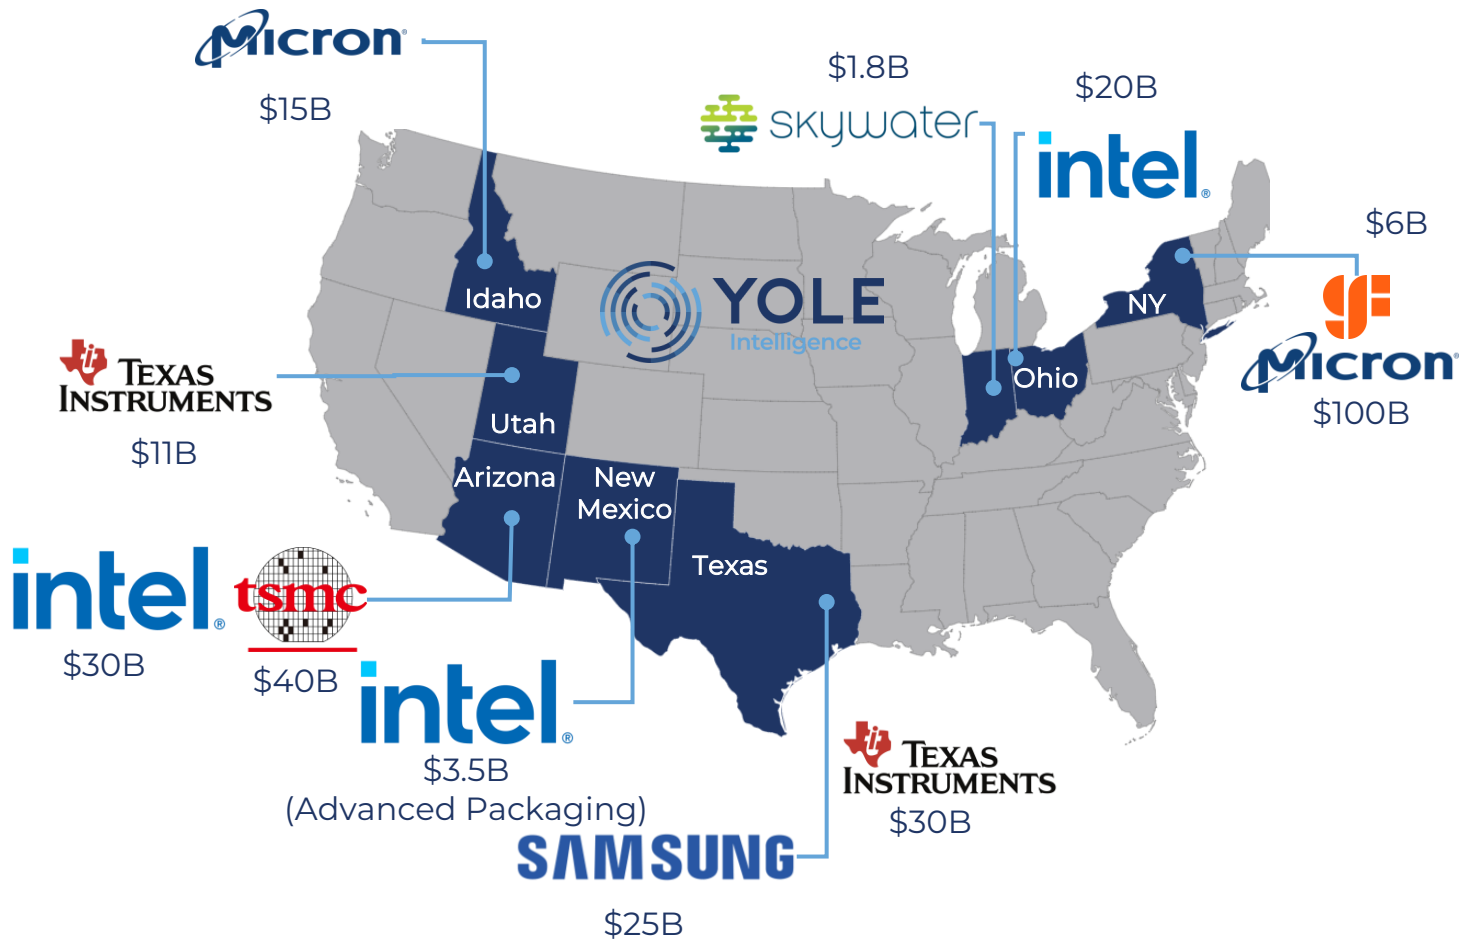 Micron
$15B
$1.8B
skywater
$20B
intel®
$6B
GF
Micron
$100B
YOLE
Intelligence
Idaho
NY
Ohio
Texas
Instruments
$11B
Utah
Arizona
New
Mexico
Texas
intel®
$30B
tsmc
$40B
intel®
$3.5B
(Advanced Packaging)
Texas
Instruments
$30B
SAMSUNG
$25B